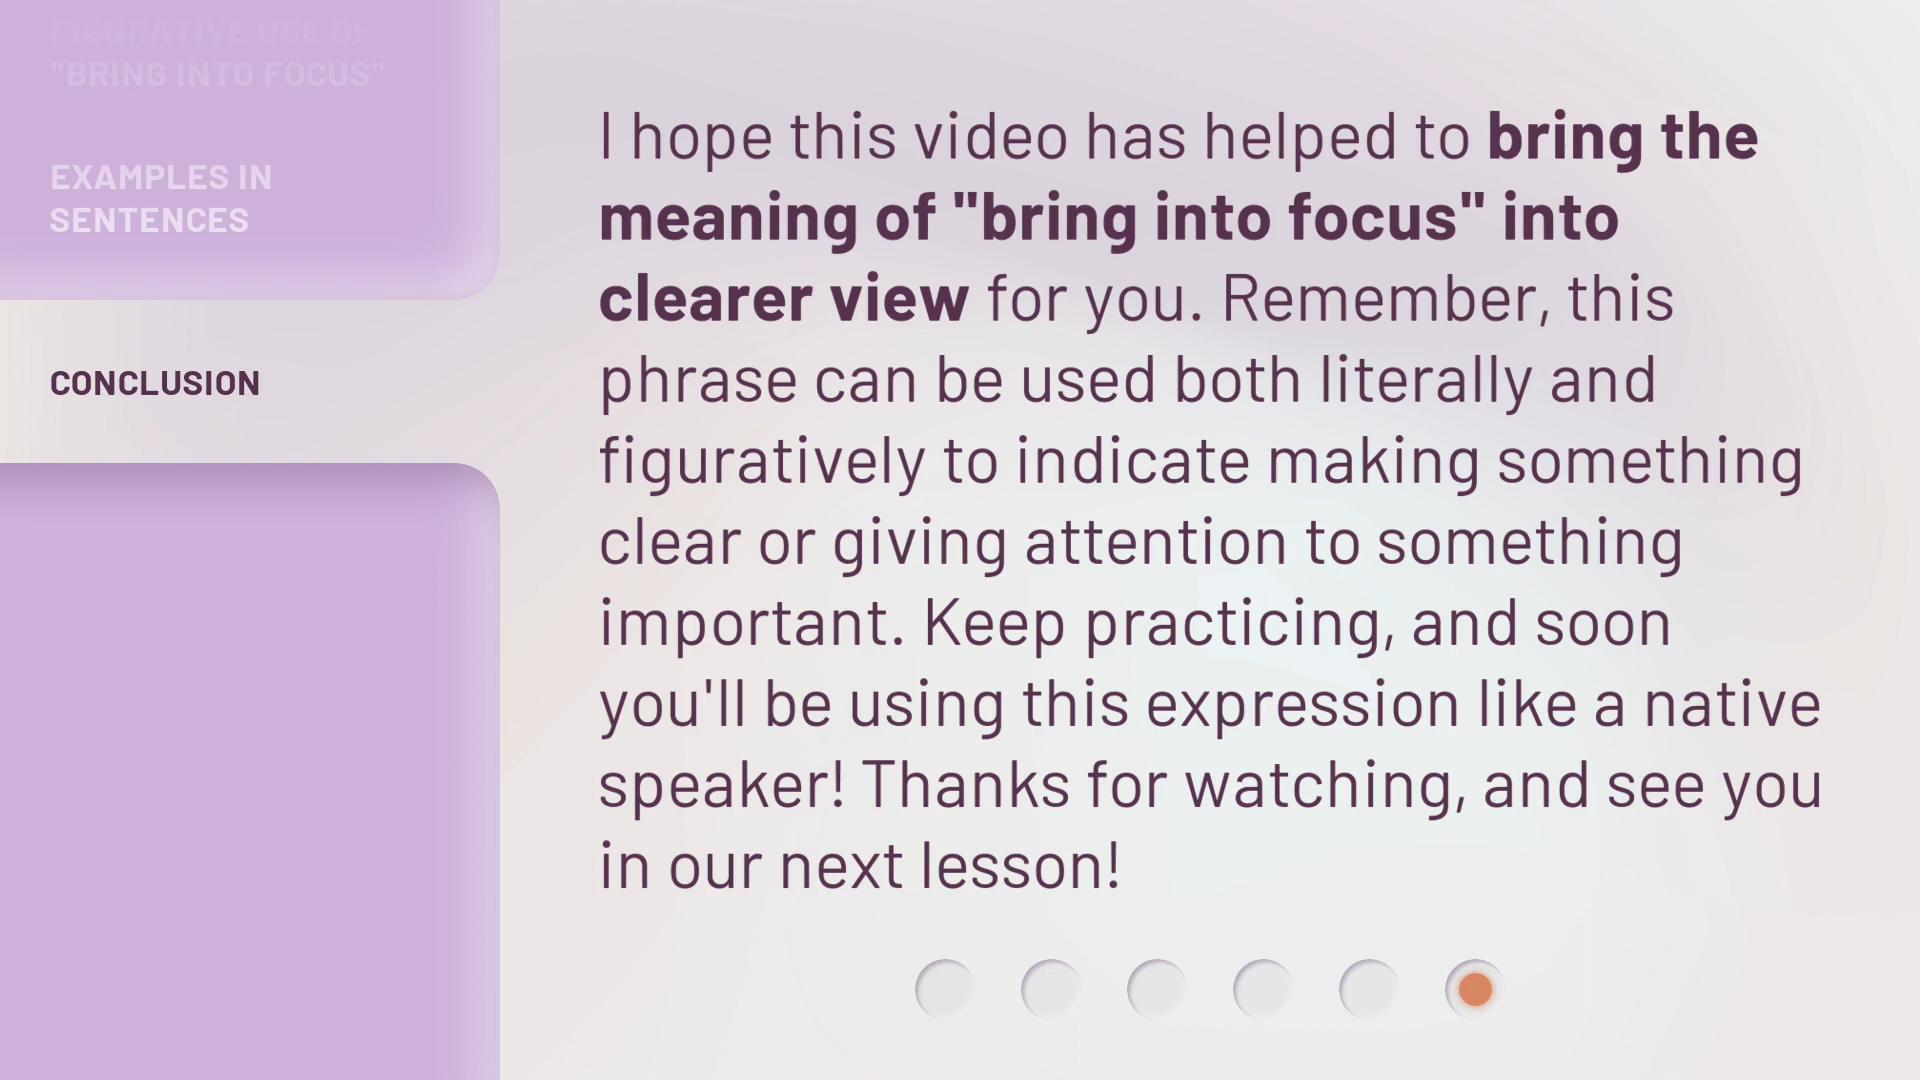 FIGURATIVE USE OF
"BRING INTO FOCUS"
EXAMPLES IN
SENTENCES
CONCLUSION
I hope this video has helped to bring the
meaning of "bring into focus" into
clearer view for you. Remember, this
phrase can be used both literally and
figuratively to indicate making something
clear or giving attention to something
important. Keep practicing, and soon
you'll be using this expression like a native
speaker! Thanks for watching, and see you
in our next lesson!